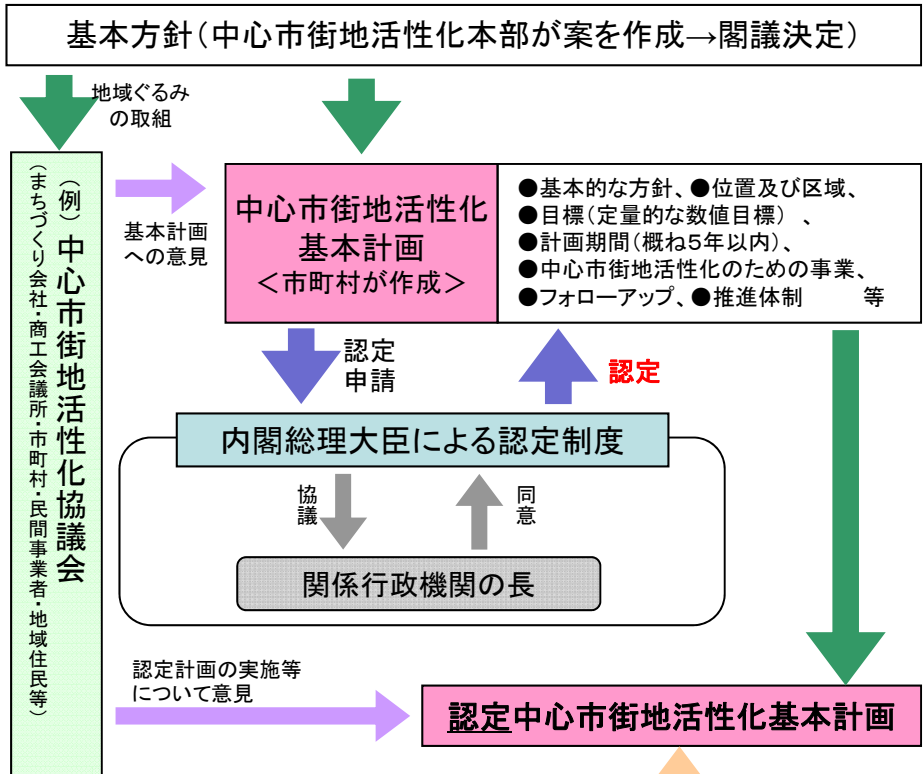 基本方針(中心市街地活性化本部が案を作成→閣議決定)
地域ぐるみ
の取組
(例)中心市街地活性化協議会
(まちづくり会社・商工会議所・市町村・民間事業者・地域住民等)
基本計画
への意見
中心市街地活性化
基本計画
<市町村が作成>
●基本的な方針、●位置及び区域、
●目標(定量的な数値目標) 、
●計画期間(概ね5年以内)、
●中心市街地活性化のための事業、
●フォローアップ、●推進体制 等
認定
申請
認定
内閣総理大臣による認定制度
協議
同意
関係行政機関の長
認定計画の実施等
について意見
認定中心市街地活性化基本計画